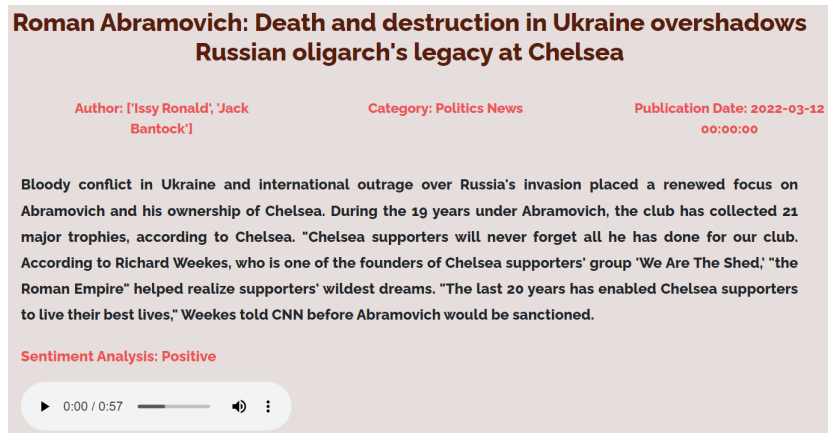 Roman Abramovich: Death and destruction in Ukraine overshadows
Russian oligarch's legacy at Chelsea
Author: ['Issy Ronald', 'Jack
Bantock']
Category: Politics News
Publication Date: 2022-03-12
00:00:00
Bloody conflict in Ukraine and international outrage over Russia's invasion placed a renewed focus on
Abramovich and his ownership of Chelsea. During the 19 years under Abramovich, the club has collected 21
major trophies, according to Chelsea. "Chelsea supporters will never forget all he has done for our club.
According to Richard Weekes, who is one of the founders of Chelsea supporters' group 'We Are The Shed,' "the
Roman Empire" helped realize supporters' wildest dreams. "The last 20 years has enabled Chelsea supporters
to live their best lives," Weekes told CNN before Abramovich would be sanctioned.
Sentiment Analysis: Positive
0:00 / 0:57